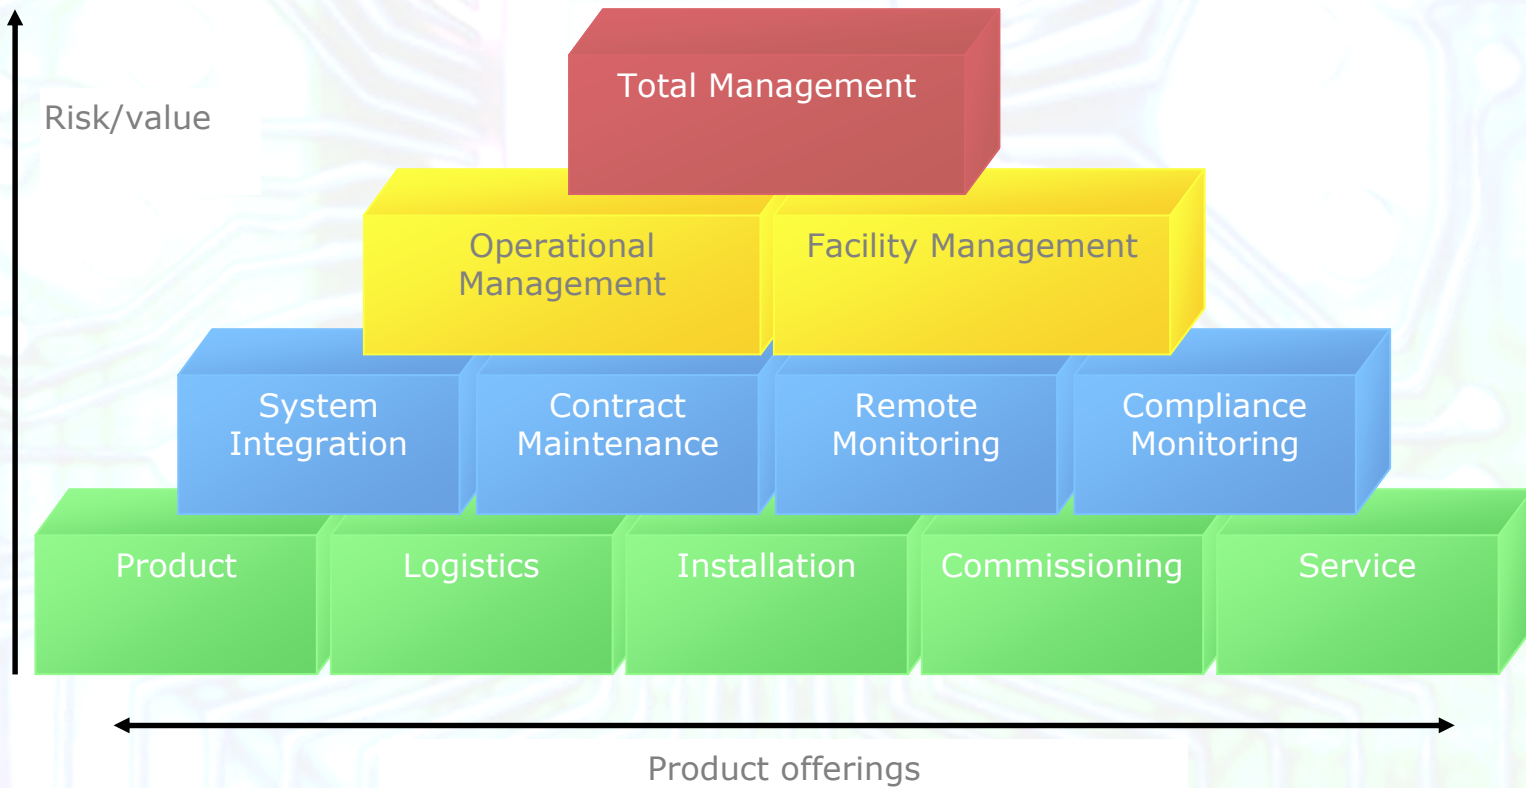 Total Management
Risk/value
Operational
Management
Facility Management
System
Integration
Contract
Maintenance
Remote
Monitoring
Compliance
Monitoring
Product
Logistics
Installation
Commissioning
Service
Product offerings